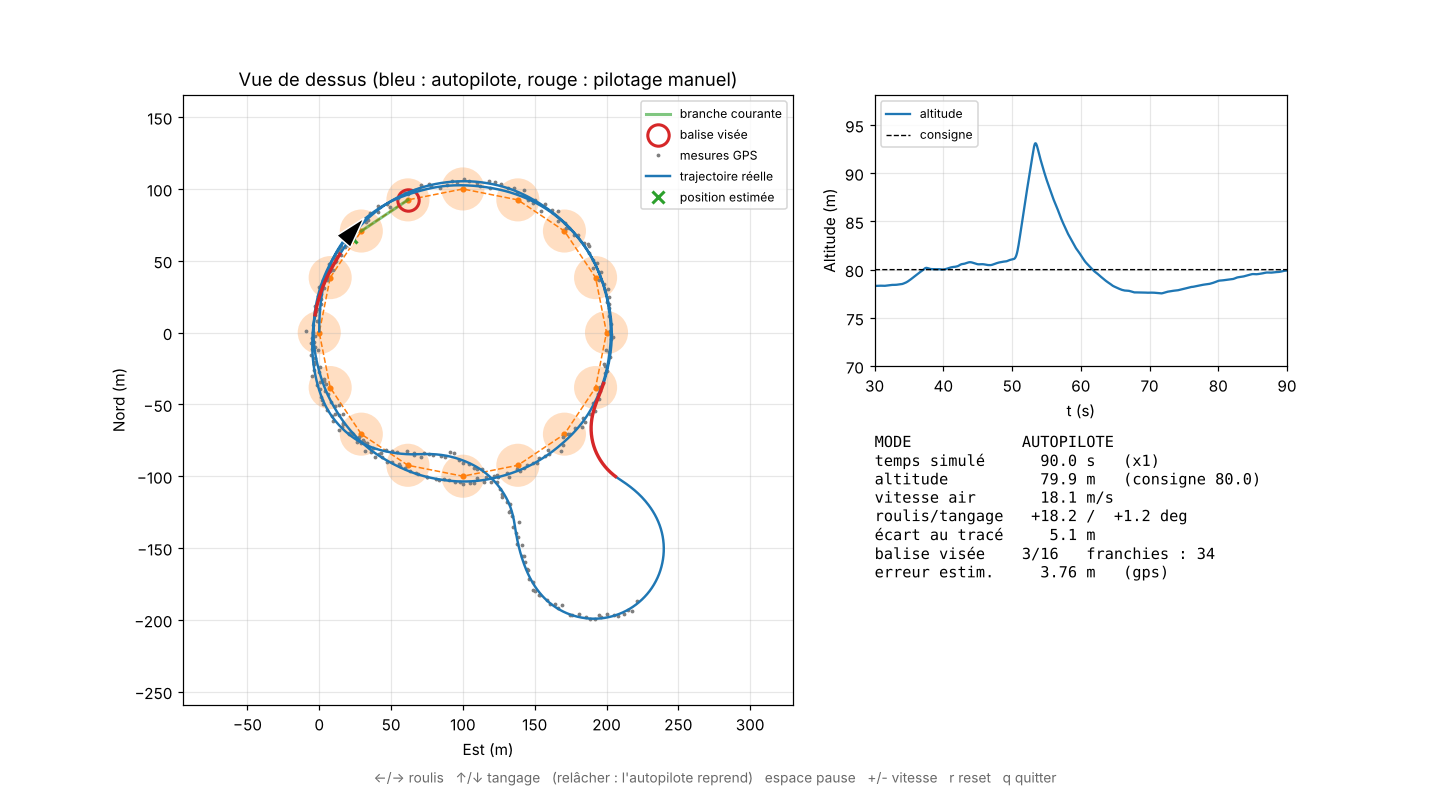 Vue de dessus (bleu : autopilote, rouge : pilotage manuel)
150
100
50
0
−50
−100
−150
−200
−250
Nord (m)
−50
0
50
100
150
200
250
300
Est (m)
branche courante
balise visée
mesures GPS
trajectoire réelle
position estimée
altitude
consigne
95
90
85
80
75
70
Altitude (m)
30
40
50
60
70
80
90
t (s)
MODE AUTOPILOTE
temps simulé 90.0 s (x1)
altitude 79.9 m (consigne 80.0)
vitesse air 18.1 m/s
roulis/tangage +18.2 / +1.2 deg
écart au tracé 5.1 m
balise visée 3/16 franchies : 34
erreur estim. 3.76 m (gps)
←/→ roulis ↑/↓ tangage (relâcher : l'autopilote reprend) espace pause +/- vitesse r reset q quitter